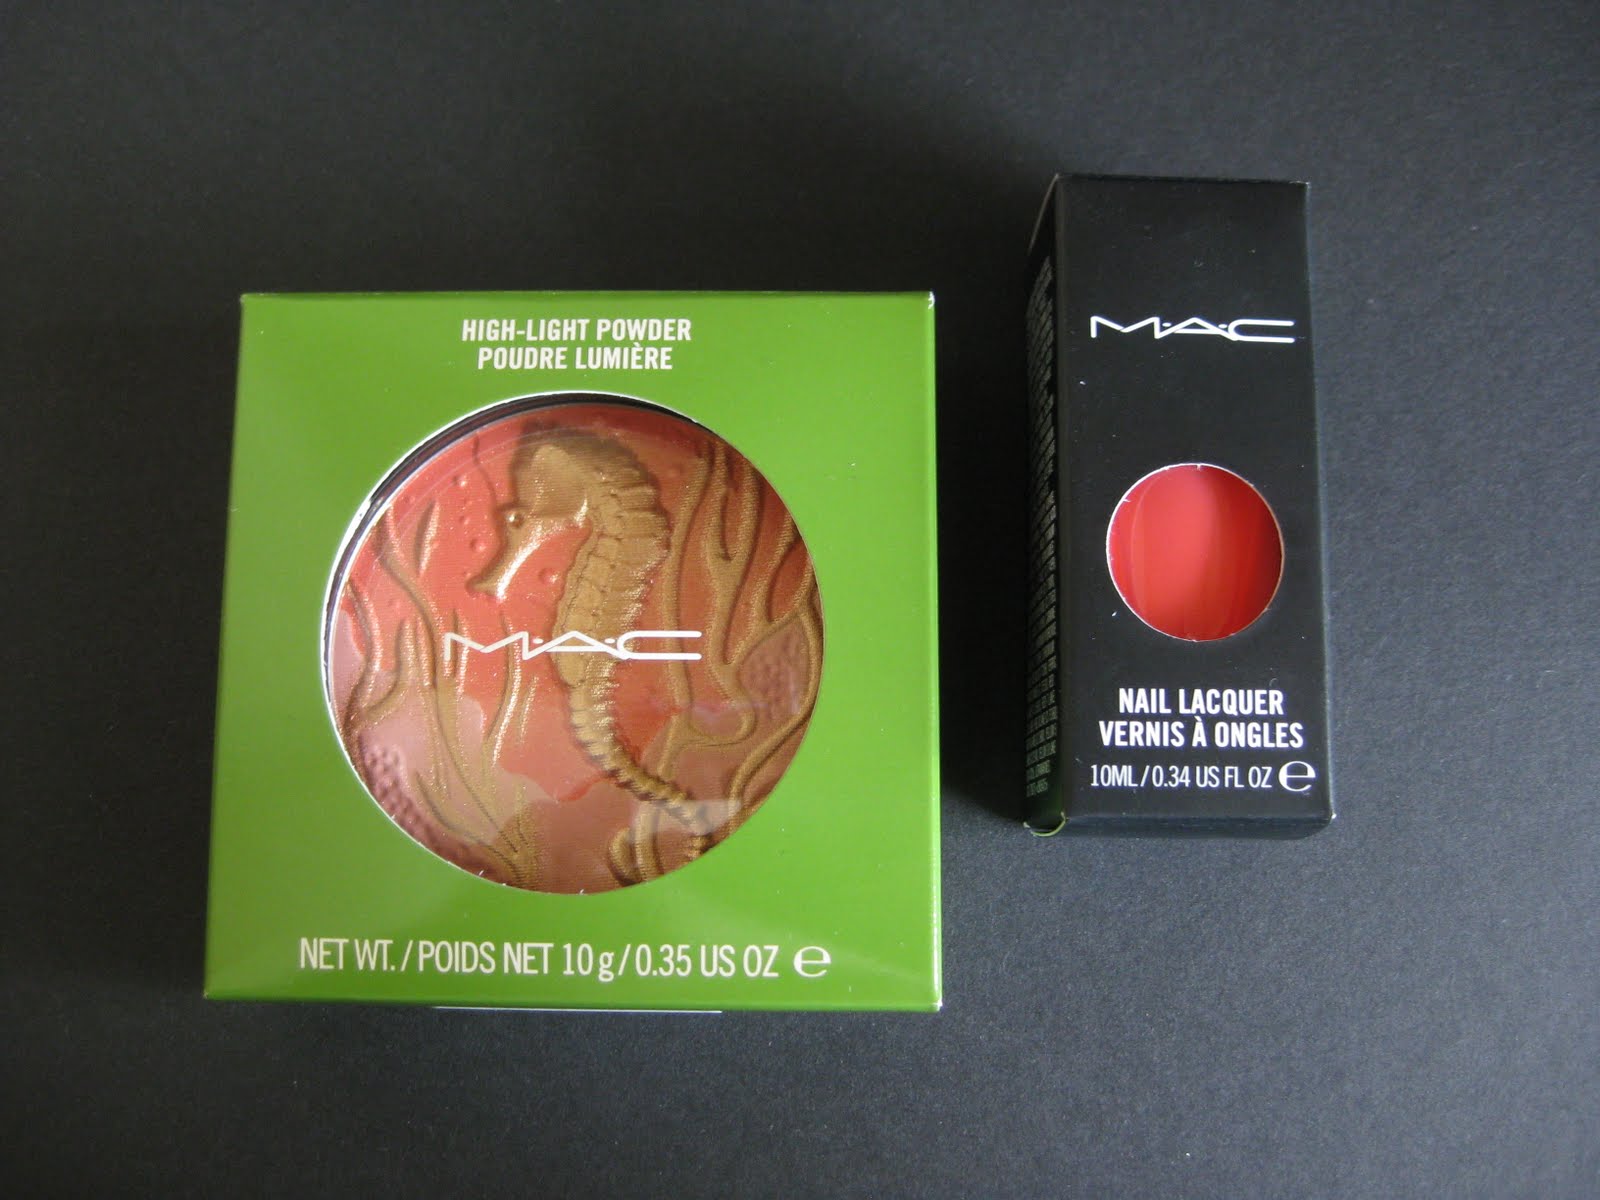 HIGH-LIGHT POWDER
POUDRE LUMIÈRE
M·A·C
NET WT. / POIDS NET 10 g / 0.35 US OZ ℮
M·A·C
NAIL LACQUER
VERNIS À ONGLES
10ML / 0.34 US FL OZ ℮